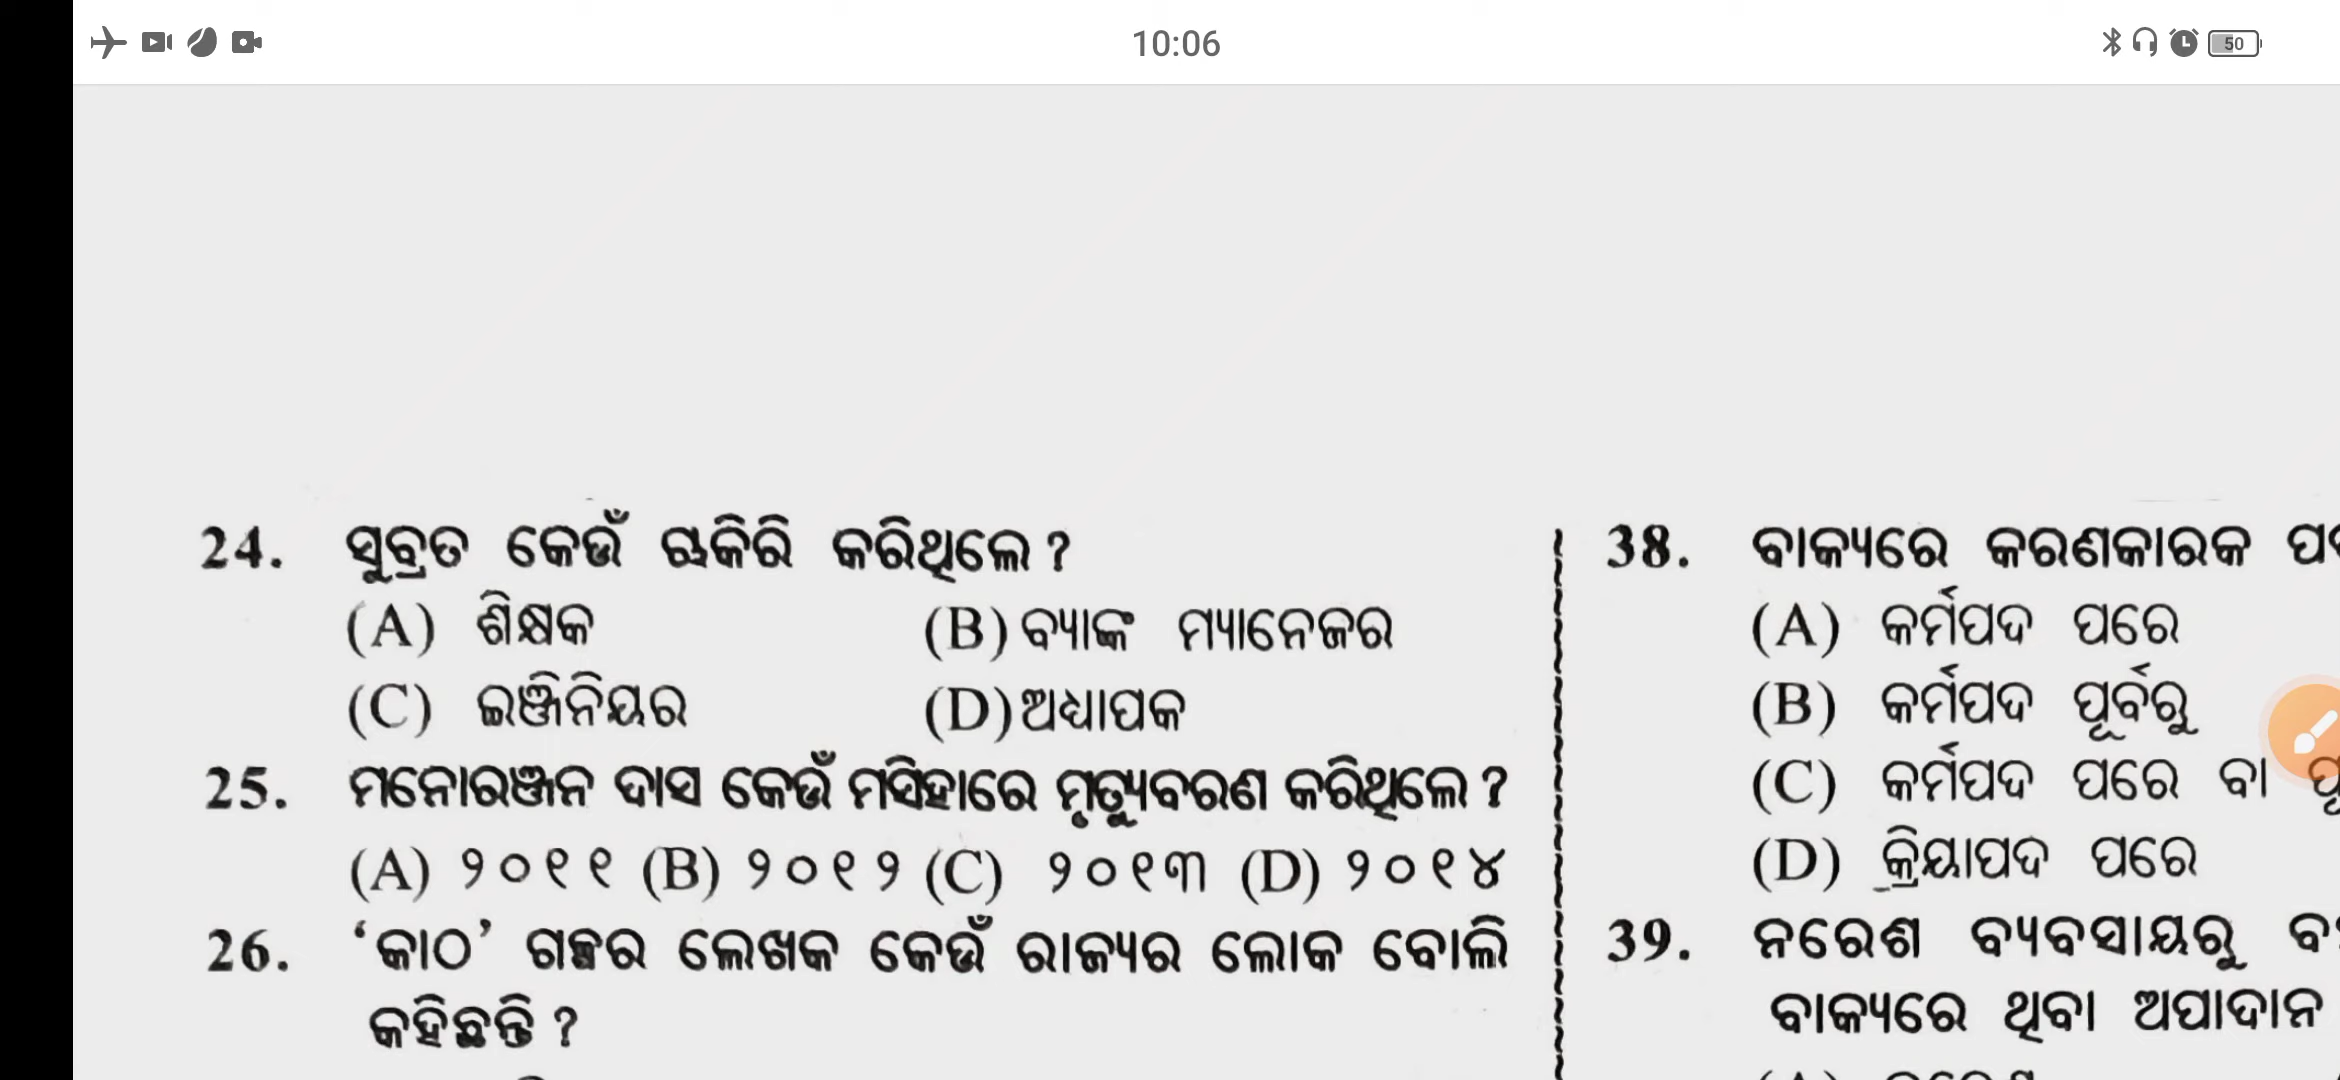 10:06
50
24. ସୁବ୍ରତ କେଉଁ ଚାକିରି କରିଥିଲେ ?
(A) ଶିକ୍ଷକ (B) ବ୍ୟାଙ୍କ ମ୍ୟାନେଜର
(C) ଇଞ୍ଜିନିୟର (D) ଅଧ୍ୟାପକ
25. ମନୋରଞ୍ଜନ ଦାସ କେଉଁ ମସିହାରେ ମୃତ୍ୟୁବରଣ କରିଥିଲେ ?
(A) ୨୦୧୧ (B) ୨୦୧୨ (C) ୨୦୧୩ (D) ୨୦୧୪
26. ‘କାଠ’ ଗଳ୍ପର ଲେଖକ କେଉଁ ରାଜ୍ୟର ଲୋକ ବୋଲି
କହିଛନ୍ତି ?
38. ବାକ୍ୟରେ କରଣକାରକ
(A) କର୍ମପଦ ପରେ
(B) କର୍ମପଦ ପୂର୍ବରୁ
(C) କର୍ମପଦ ପରେ ବା
(D) କ୍ରିୟାପଦ ପରେ
39. ନରେଶ ବ୍ୟବସାୟରୁ
ବାକ୍ୟରେ ଥିବା ଅପାଦାନ